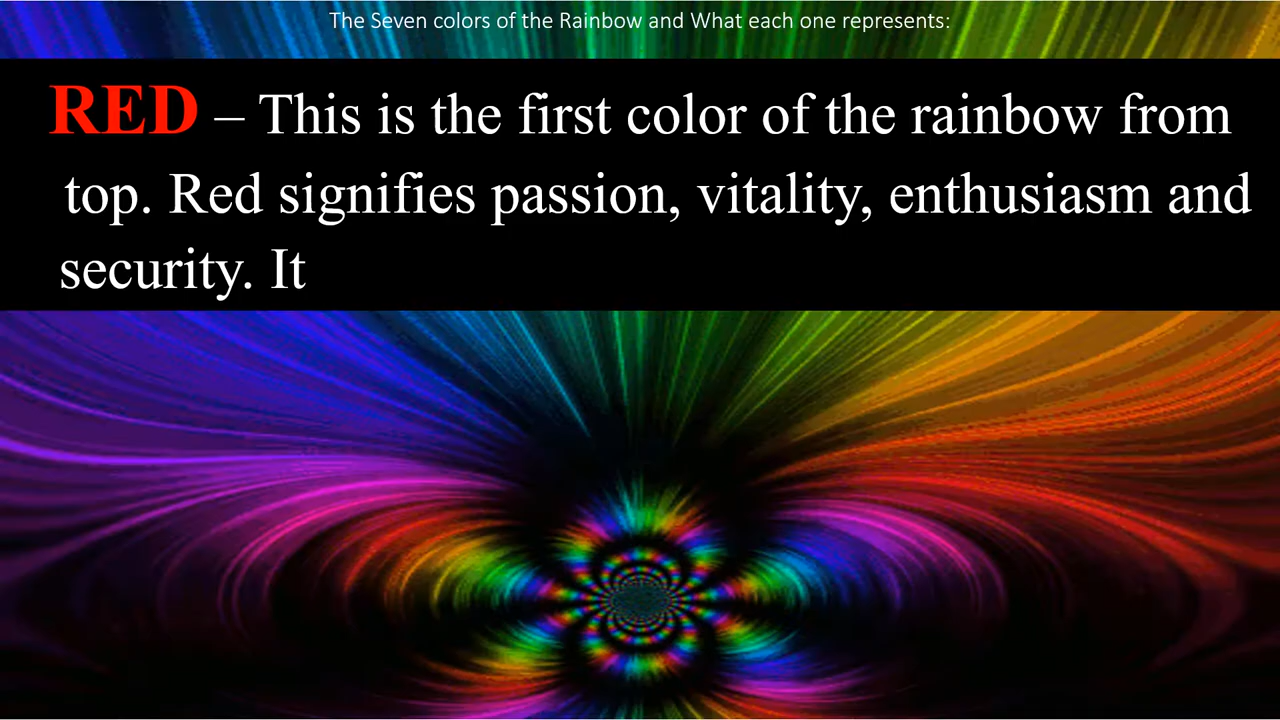 The Seven colors of the Rainbow and What each one represents:
RED – This is the first color of the rainbow from
top. Red signifies passion, vitality, enthusiasm and
security. It